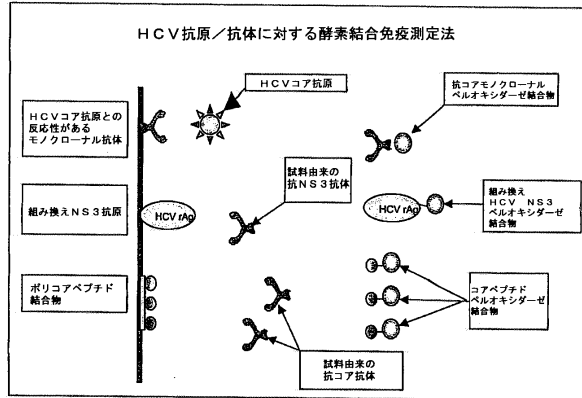 HCV抗原／抗体に対する酵素結合免疫測定法
HCVコア抗原
抗コアモノクローナル
ペルオキシダーゼ結合物
HCVコア抗原との
反応性がある
モノクローナル抗体
試料由来の
抗NS3抗体
組み換えNS3抗原
HCV rAg
HCV rAg
組み換え
HCV NS3
ペルオキシダーゼ
結合物
ポリコアペプチド
結合物
コアペプチド
ペルオキシダーゼ
結合物
試料由来の
抗コア抗体